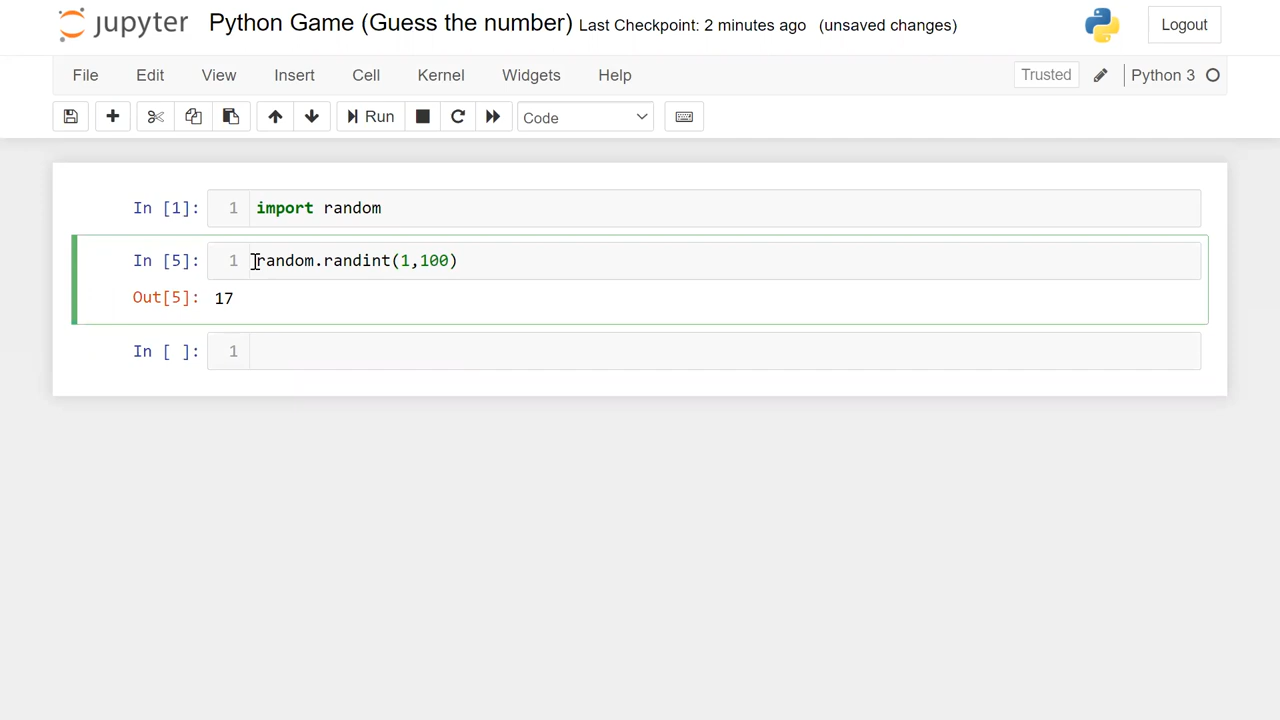 jupyter Python Game (Guess the number) Last Checkpoint: 2 minutes ago (unsaved changes) Logout
File Edit View Insert Cell Kernel Widgets Help Trusted Python 3
Run Code
In [1]: 1 import random
In [5]: 1 random.randint(1,100)
Out[5]: 17
In [ ]: 1